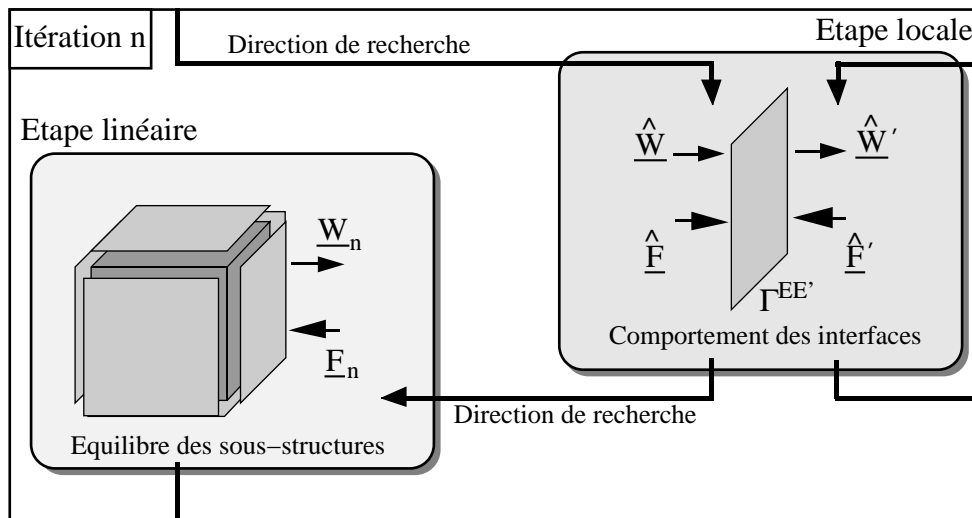 Itération n
Direction de recherche
Etape locale
Etape linéaire
Ŵ
Ŵ ′
F̂
F̂ ′
Γ^EE'
Comportement des interfaces
W_n
F_n
Equilibre des sous−structures
Direction de recherche